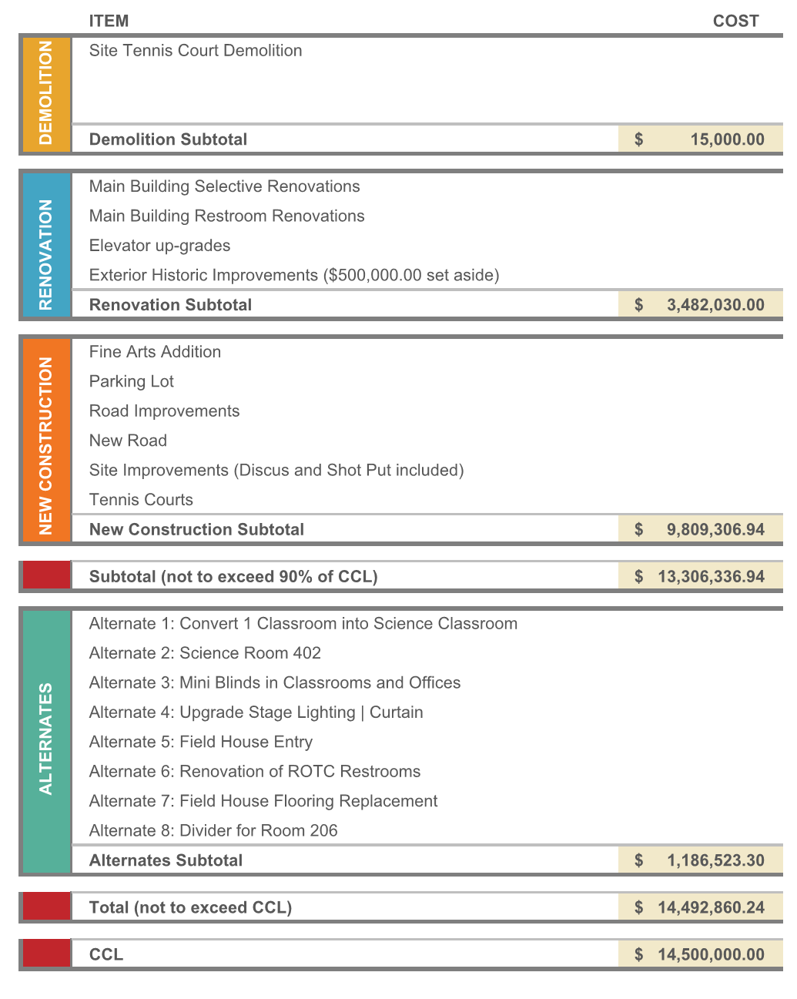 ITEM COST
DEMOLITION
Site Tennis Court Demolition
Demolition Subtotal $ 15,000.00
RENOVATION
Main Building Selective Renovations
Main Building Restroom Renovations
Elevator up-grades
Exterior Historic Improvements ($500,000.00 set aside)
Renovation Subtotal $ 3,482,030.00
NEW CONSTRUCTION
Fine Arts Addition
Parking Lot
Road Improvements
New Road
Site Improvements (Discus and Shot Put included)
Tennis Courts
New Construction Subtotal $ 9,809,306.94
Subtotal (not to exceed 90% of CCL) $ 13,306,336.94
ALTERNATES
Alternate 1: Convert 1 Classroom into Science Classroom
Alternate 2: Science Room 402
Alternate 3: Mini Blinds in Classrooms and Offices
Alternate 4: Upgrade Stage Lighting | Curtain
Alternate 5: Field House Entry
Alternate 6: Renovation of ROTC Restrooms
Alternate 7: Field House Flooring Replacement
Alternate 8: Divider for Room 206
Alternates Subtotal $ 1,186,523.30
Total (not to exceed CCL) $ 14,492,860.24
CCL $ 14,500,000.00